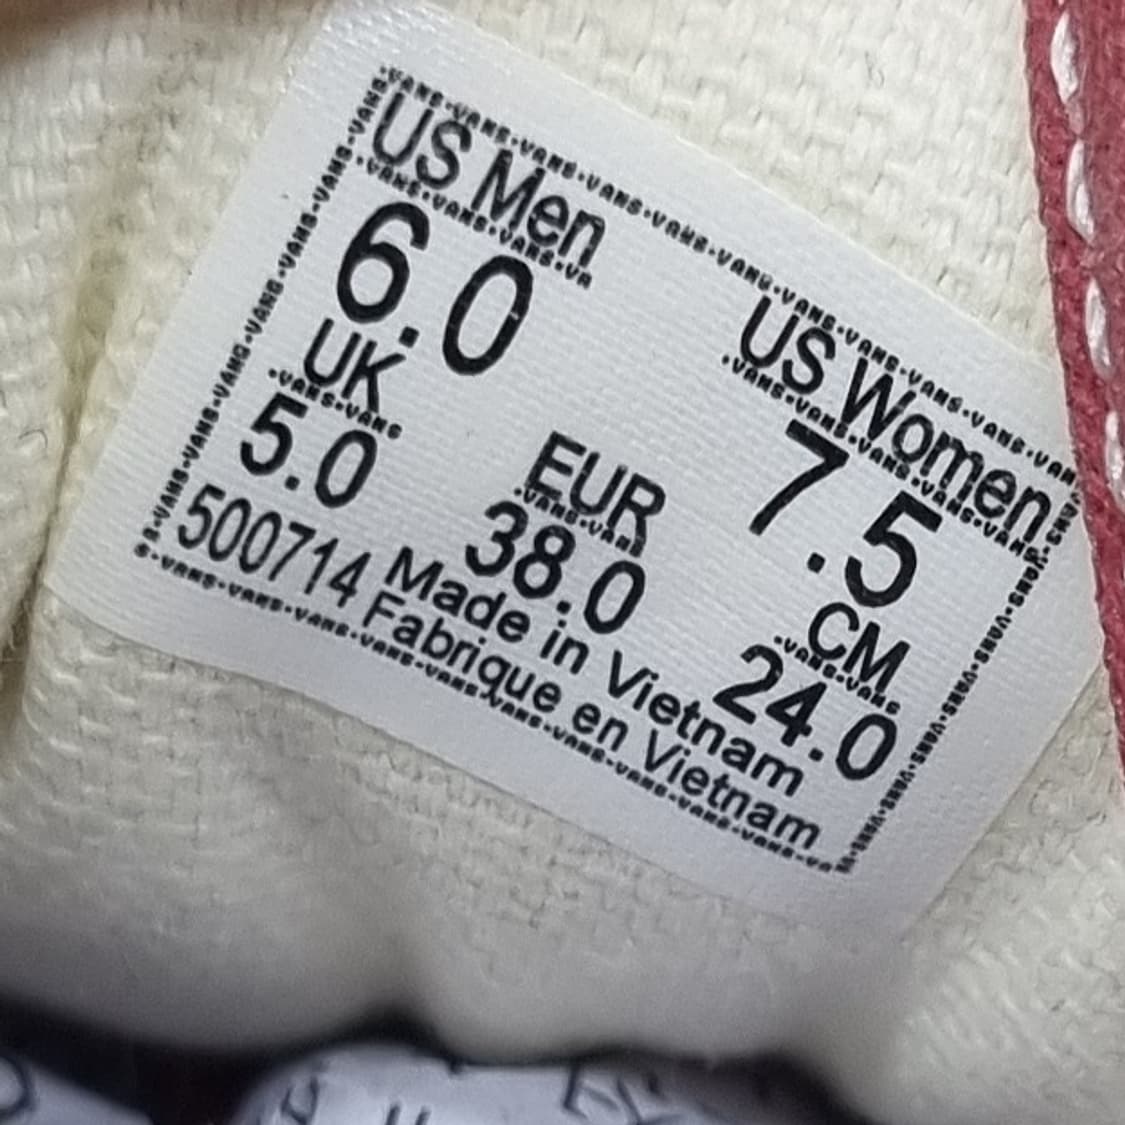 US Men
6.0
US Women
7.5
UK
5.0
EUR
38.0
CM
24.0
500714
Made in Vietnam
Fabrique en Vietnam
VANS